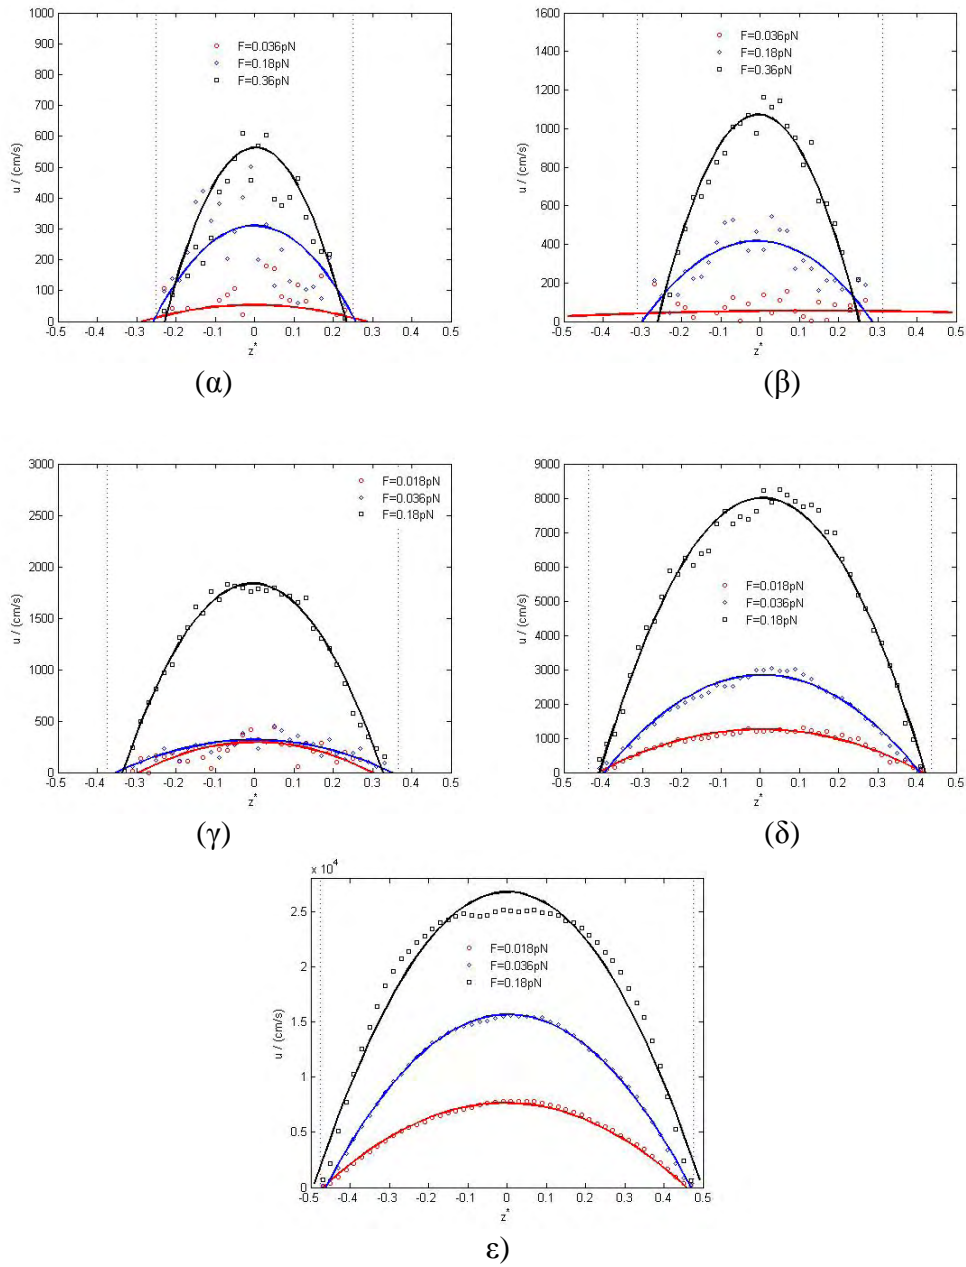 1000
900
800
700
600
500
400
300
200
100
0
u / (cm/s)
F=0.036pN
F=0.18pN
F=0.36pN
-0.5 -0.4 -0.3 -0.2 -0.1 0 0.1 0.2 0.3 0.4 0.5
z*
(α)
1600
1400
1200
1000
800
600
400
200
0
u / (cm/s)
F=0.036pN
F=0.18pN
F=0.36pN
-0.5 -0.4 -0.3 -0.2 -0.1 0 0.1 0.2 0.3 0.4 0.5
z*
(β)
3000
2500
2000
1500
1000
500
0
u / (cm/s)
F=0.018pN
F=0.036pN
F=0.18pN
-0.5 -0.4 -0.3 -0.2 -0.1 0 0.1 0.2 0.3 0.4 0.5
z*
(γ)
9000
8000
7000
6000
5000
4000
3000
2000
1000
0
u / (cm/s)
F=0.018pN
F=0.036pN
F=0.18pN
-0.5 -0.4 -0.3 -0.2 -0.1 0 0.1 0.2 0.3 0.4 0.5
z*
(δ)
x 10^4
2.5
2
1.5
1
0.5
0
u / (cm/s)
F=0.018pN
F=0.036pN
F=0.18pN
-0.5 -0.4 -0.3 -0.2 -0.1 0 0.1 0.2 0.3 0.4 0.5
z*
ε)